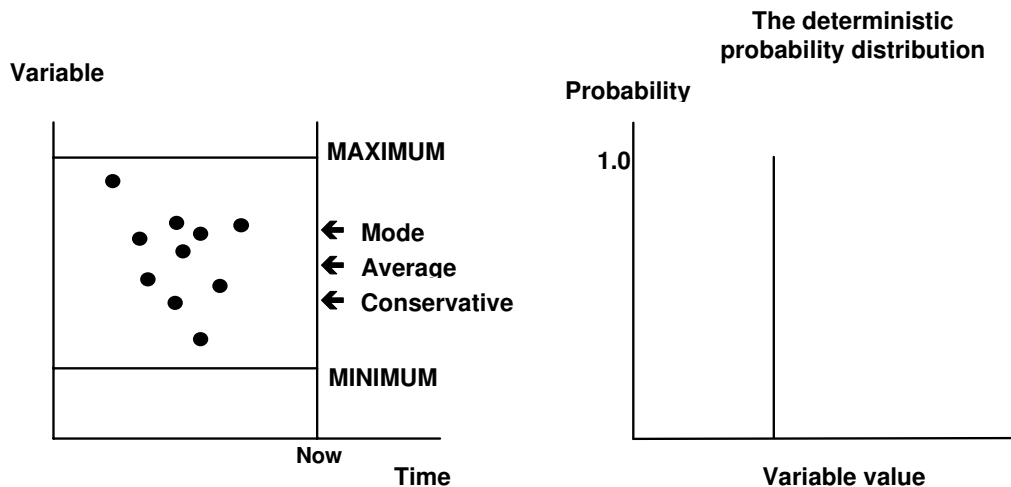 The deterministic
probability distribution
Variable
Probability
MAXIMUM
1.0
Mode
Average
Conservative
MINIMUM
Now
Time
Variable value